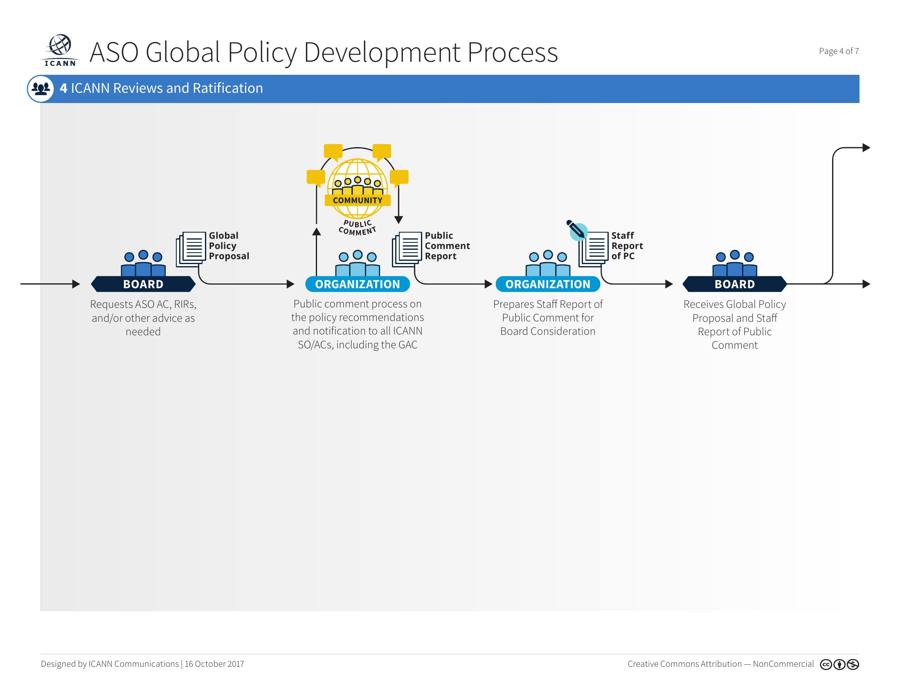 ICANN
ASO Global Policy Development Process
Page 4 of 7
4 ICANN Reviews and Ratification
COMMUNITY
PUBLIC
COMMENT
Global
Policy
Proposal
Public
Comment
Report
Staff
Report
of PC
BOARD
ORGANIZATION
ORGANIZATION
BOARD
Requests ASO AC, RIRs,
and/or other advice as
needed
Public comment process on
the policy recommendations
and notification to all ICANN
SO/ACs, including the GAC
Prepares Staff Report of
Public Comment for
Board Consideration
Receives Global Policy
Proposal and Staff
Report of Public
Comment
Designed by ICANN Communications | 16 October 2017
Creative Commons Attribution — NonCommercial